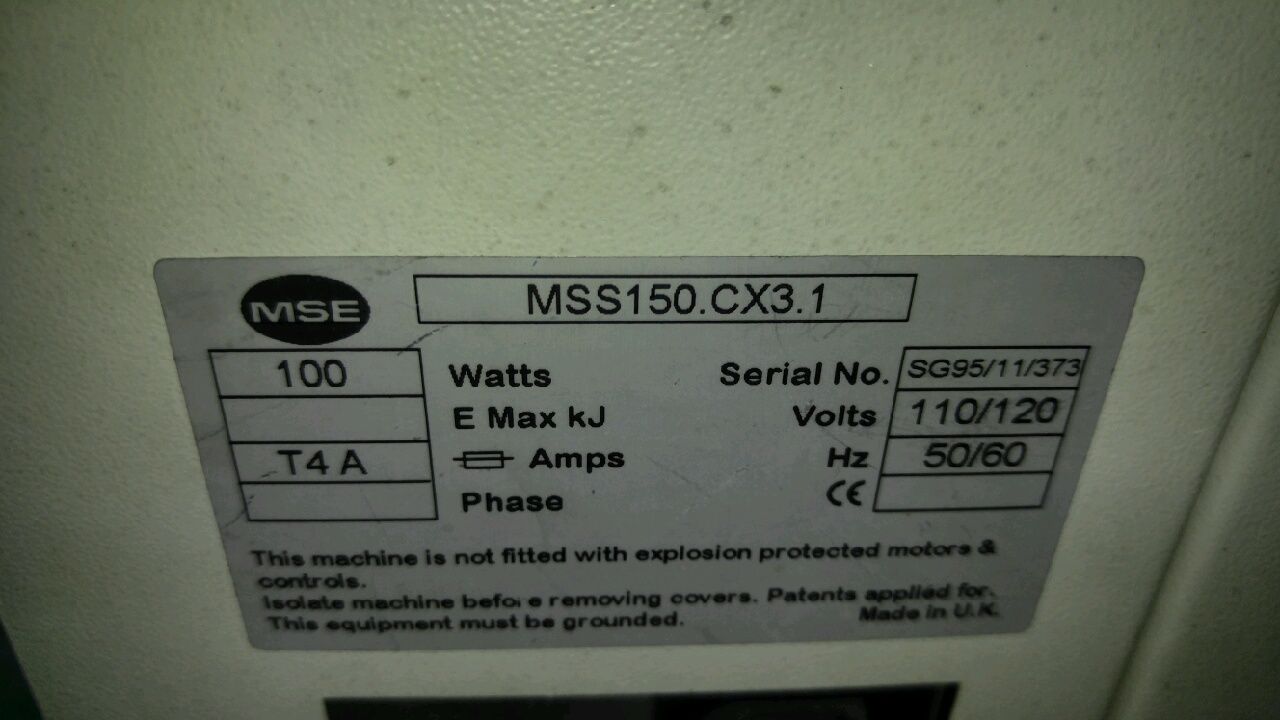 MSE
MSS150.CX3.1
100 Watts Serial No. SG95/11/373
E Max kJ Volts 110/120
T4 A Amps Hz 50/60
Phase CE
This machine is not fitted with explosion protected motors &
controls.
Isolate machine before removing covers. Patents applied for.
This equipment must be grounded. Made in U.K.